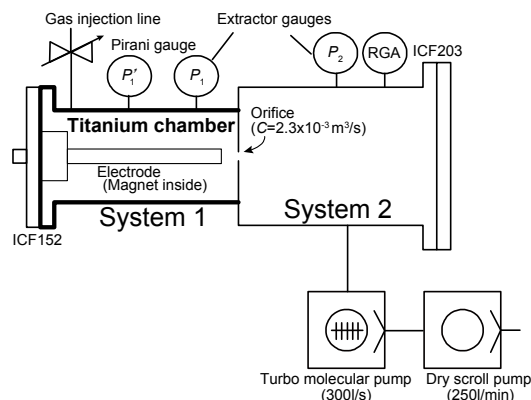 Gas injection line
Extractor gauges
Pirani gauge
ICF203
P′₁
P₁
P₂
RGA
Titanium chamber
Orifice
(C=2.3x10⁻³ m³/s)
Electrode
(Magnet inside)
System 1
System 2
ICF152
Turbo molecular pump
(300l/s)
Dry scroll pump
(250l/min)